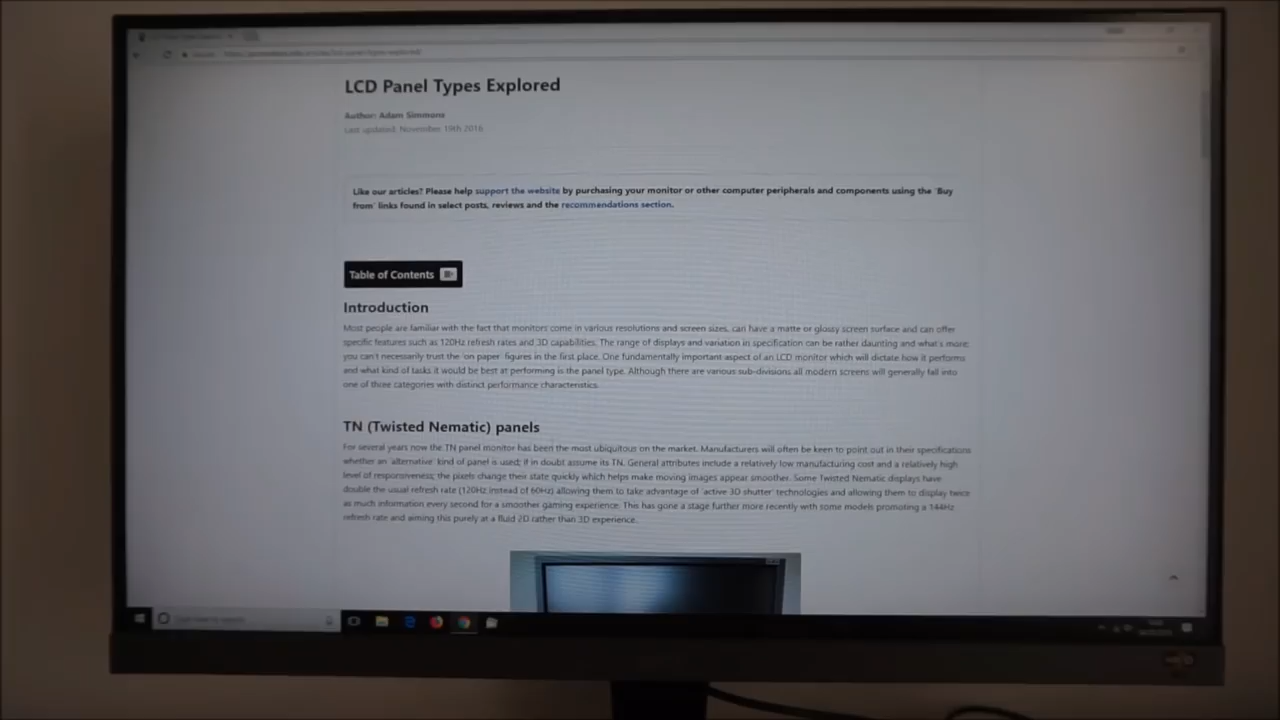 LCD Panel Types Explored
Author: Adam Simmons
Last updated: November 19th 2016
Like our articles? Please help support the website by purchasing your monitor or other computer peripherals and components using the 'Buy
from' links found in select posts, reviews and the recommendations section.
Table of Contents
Introduction
Most people are familiar with the fact that monitors come in various resolutions and screen sizes, can have a matte or glossy screen surface and can offer
specific features such as 120Hz refresh rates and 3D capabilities. The range of displays and variation in specification can be rather daunting and what's more;
you can't necessarily trust the 'on paper' figures in the first place. One fundamentally important aspect of an LCD monitor which will dictate how it performs
and what kind of tasks it would be best at performing is the panel type. Although there are various sub-divisions all modern screens will generally fall into
one of three categories with distinct performance characteristics.
TN (Twisted Nematic) panels
For several years now the TN panel monitor has been the most ubiquitous on the market. Manufacturers will often be keen to point out in their specifications
whether an 'alternative' kind of panel is used; if in doubt assume its TN. General attributes include a relatively low manufacturing cost and a relatively high
level of responsiveness; the pixels change their state quickly which helps make moving images appear smoother. Some Twisted Nematic displays have
double the usual refresh rate (120Hz instead of 60Hz) allowing them to take advantage of 'active 3D shutter' technologies and allowing them to display twice
as much information every second for a smoother gaming experience. This has gone a stage further more recently with some models promoting a 144Hz
refresh rate and aiming this purely at a fluid 2D rather than 3D experience.